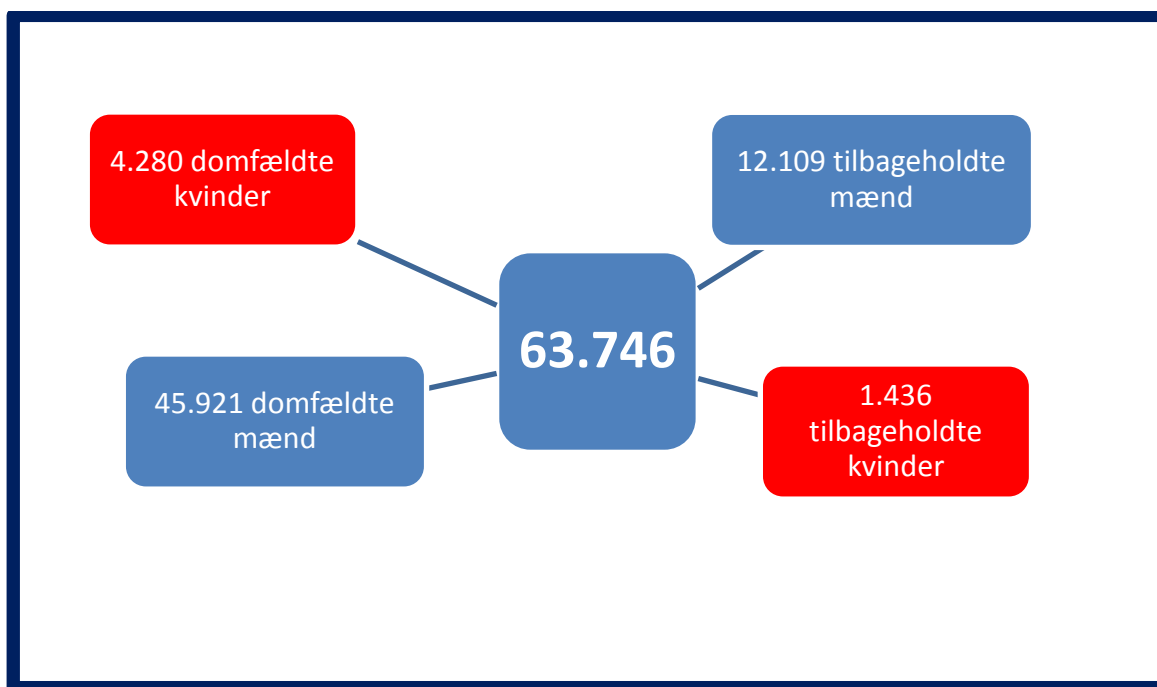 4.280 domfældte
kvinder
12.109 tilbageholdte
mænd
63.746
45.921 domfældte
mænd
1.436
tilbageholdte
kvinder